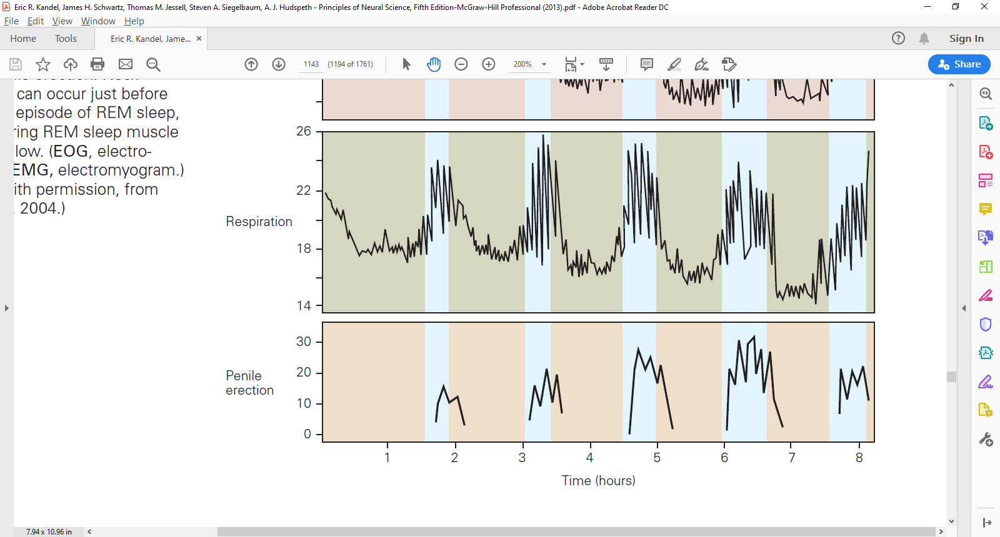 Eric R. Kandel, James H. Schwartz, Thomas M. Jessell, Steven A. Siegelbaum, A. J. Hudspeth - Principles of Neural Science, Fifth Edition-McGraw-Hill Professional (2013).pdf - Adobe Acrobat Reader DC
File Edit View Window Help
Home Tools Eric R. Kandel, Jame... × Sign In
1143 (1194 of 1761) 200% Share
can occur just before
episode of REM sleep,
ring REM sleep muscle
low. (EOG, electro-
EMG, electromyogram.)
ith permission, from
. 2004.)
26
22
Respiration
18
14
30
Penile
erection
20
10
0
1 2 3 4 5 6 7 8
Time (hours)
7.94 x 10.96 in